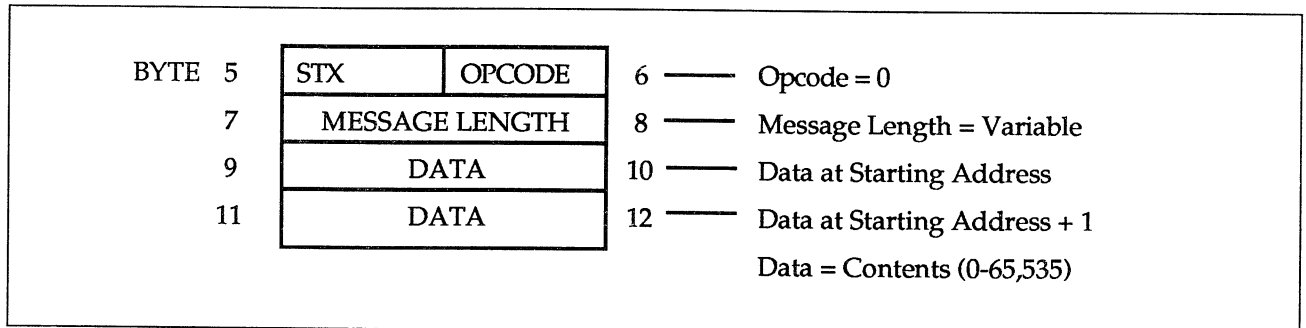 BYTE 5 STX OPCODE 6 Opcode = 0
7 MESSAGE LENGTH 8 Message Length = Variable
9 DATA 10 Data at Starting Address
11 DATA 12 Data at Starting Address + 1
Data = Contents (0-65,535)